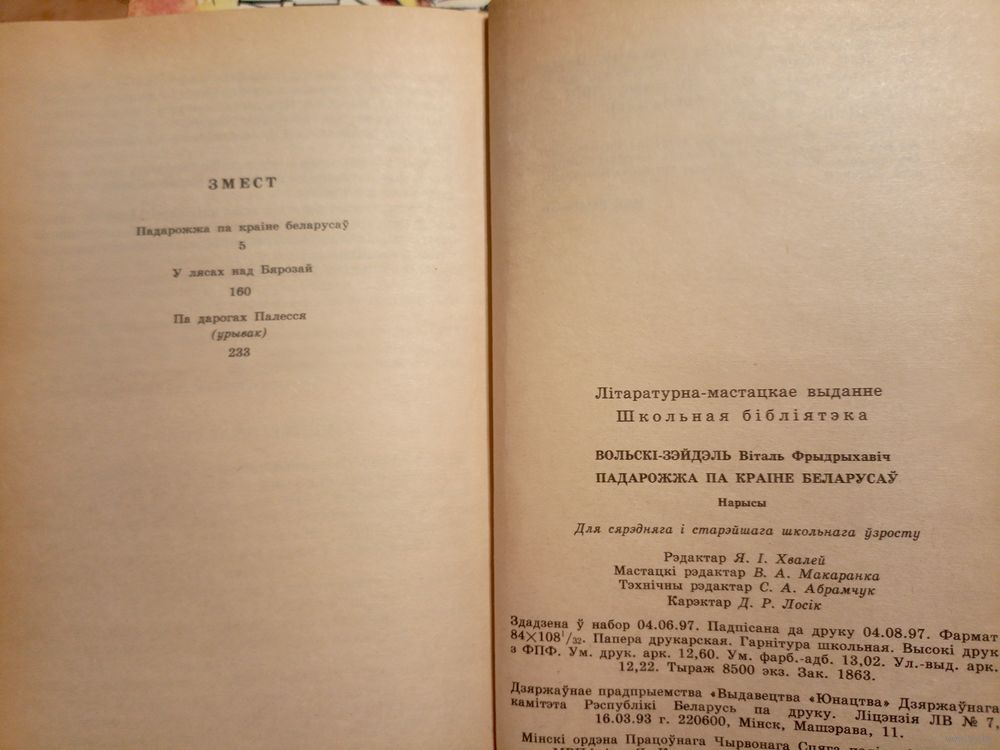 ЗМЕСТ
Падарожжа па краіне беларусаў
5
У лясах над Бярозай
160
Па дарогах Палесся
(урывак)
233
Літаратурна-мастацкае выданне
Школьная бібліятэка
ВОЛЬСКІ-ЗЭЙДЭЛЬ Віталь Фрыдрыхавіч
ПАДАРОЖЖА ПА КРАІНЕ БЕЛАРУСАЎ
Нарысы
Для сярэдняга і старэйшага школьнага ўзросту
Рэдактар Я. І. Хвалей
Мастацкі рэдактар В. А. Макаранка
Тэхнічны рэдактар С. А. Абрамчук
Карэктар Д. Р. Лосік
Здадзена ў набор 04.06.97. Падпісана да друку 04.08.97. Фармат
84×108¹/₃₂. Папера друкарская. Гарнітура школьная. Высокі друк
з ФПФ. Ум. друк. арк. 12,60. Ум. фарб.-адб. 13,02. Ул.-выд. арк.
12,22. Тыраж 8500 экз. Зак. 1863.
Дзяржаўнае прадпрыемства «Выдавецтва «Юнацтва» Дзяржаўнага
камітэта Рэспублікі Беларусь па друку. Ліцэнзія ЛВ № 7,
16.03.93 г. 220600, Мінск, Машэрава, 11.
Мінскі ордэна Працоўнага Чырвонага Сцяга